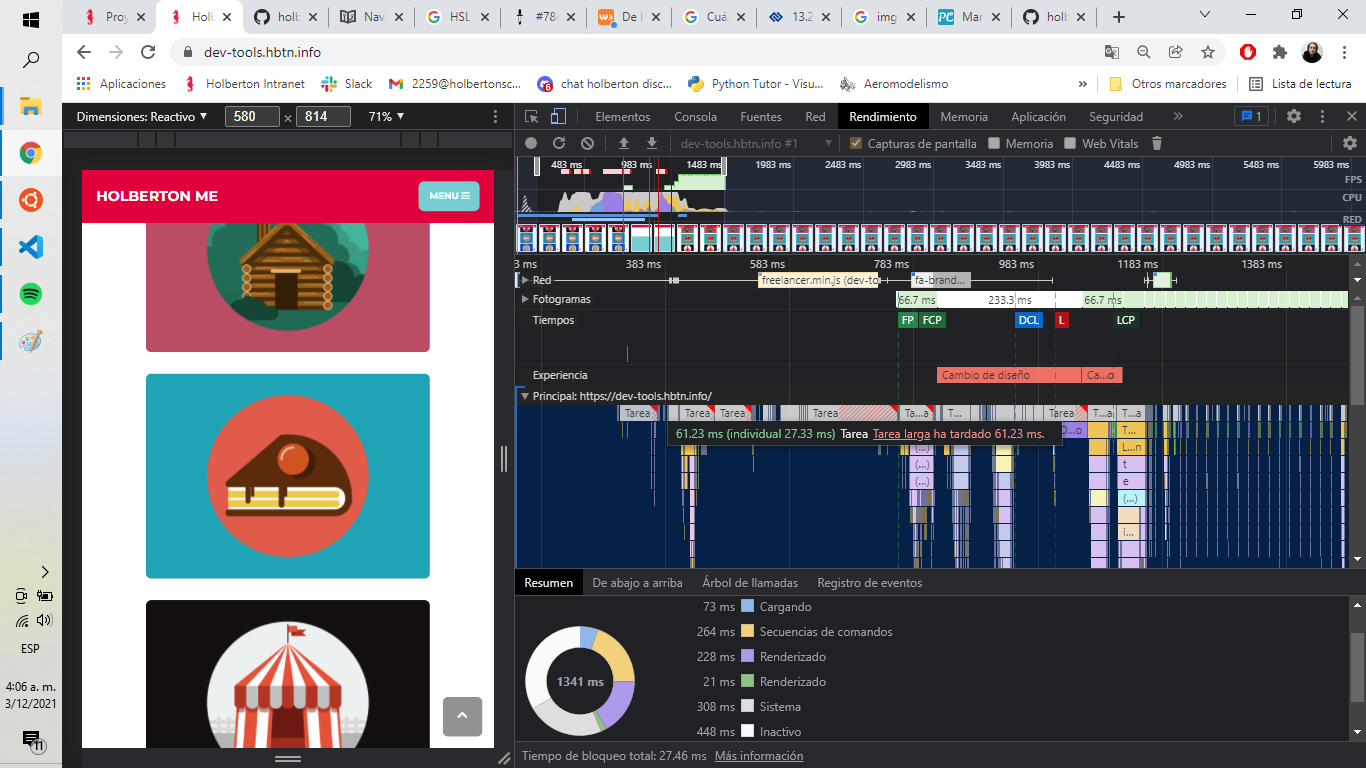 Proy
Holb
holb
Nav
HSL
#78
De l
Cuá
13.2
img
Mar
holb
dev-tools.hbtn.info
Aplicaciones
Holberton Intranet
Slack
2259@holbertonsc...
chat holberton disc...
Python Tutor - Visu...
Aeromodelismo
»
Otros marcadores
Lista de lectura
Dimensiones: Reactivo ▼ 580 × 814 71% ▼
Elementos Consola Fuentes Red Rendimiento Memoria Aplicación Seguridad » 1
dev-tools.hbtn.info #1 Capturas de pantalla Memoria Web Vitals
483 ms 983 ms 1483 ms 1983 ms 2483 ms 2983 ms 3483 ms 3983 ms 4483 ms 4983 ms 5483 ms 5983 ms
FPS
CPU
RED
3 ms 383 ms 583 ms 783 ms 983 ms 1183 ms 1383 ms
Red freelancer.min.js (dev-to fa-brand...
Fotogramas 66.7 ms 233.3 ms 66.7 ms
Tiempos FP FCP DCL L LCP
Experiencia Cambio de diseño Ca...o
Principal: https://dev-tools.hbtn.info/
Tarea Tarea Tarea Tarea Ta...a T... Tarea T...a T...a
61.23 ms (individual 27.33 ms) Tarea Tarea larga ha tardado 61.23 ms.
D...o T...
(...) L...n
(...) t
(...) e
(...)
i...
HOLBERTON ME
MENU
Resumen De abajo a arriba Árbol de llamadas Registro de eventos
73 ms Cargando
264 ms Secuencias de comandos
228 ms Renderizado
21 ms Renderizado
308 ms Sistema
448 ms Inactivo
1341 ms
Tiempo de bloqueo total: 27.46 ms Más información
ESP
4:06 a. m.
3/12/2021
11